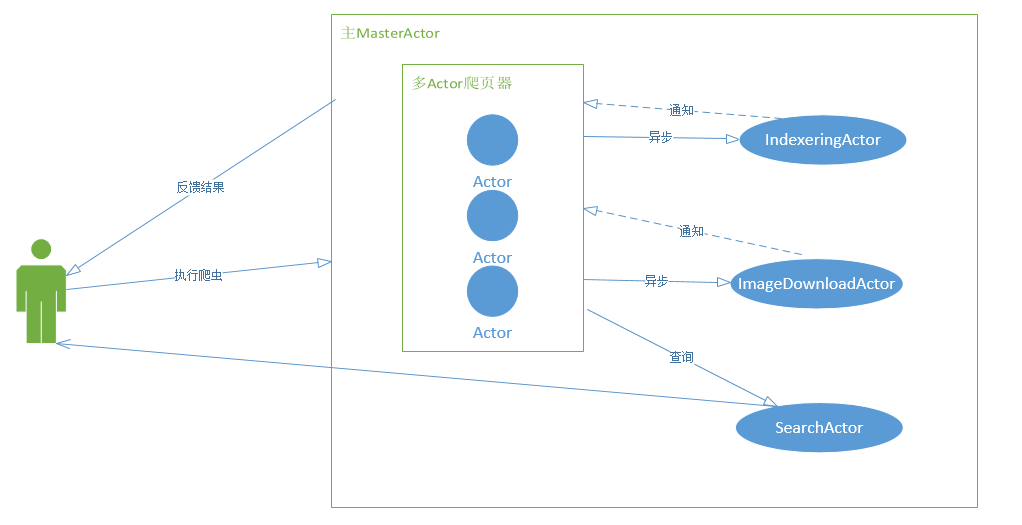 主MasterActor
多Actor爬页器
通知
IndexeringActor
异步
Actor
反馈结果
Actor
通知
执行爬虫
异步
ImageDownloadActor
Actor
查询
SearchActor